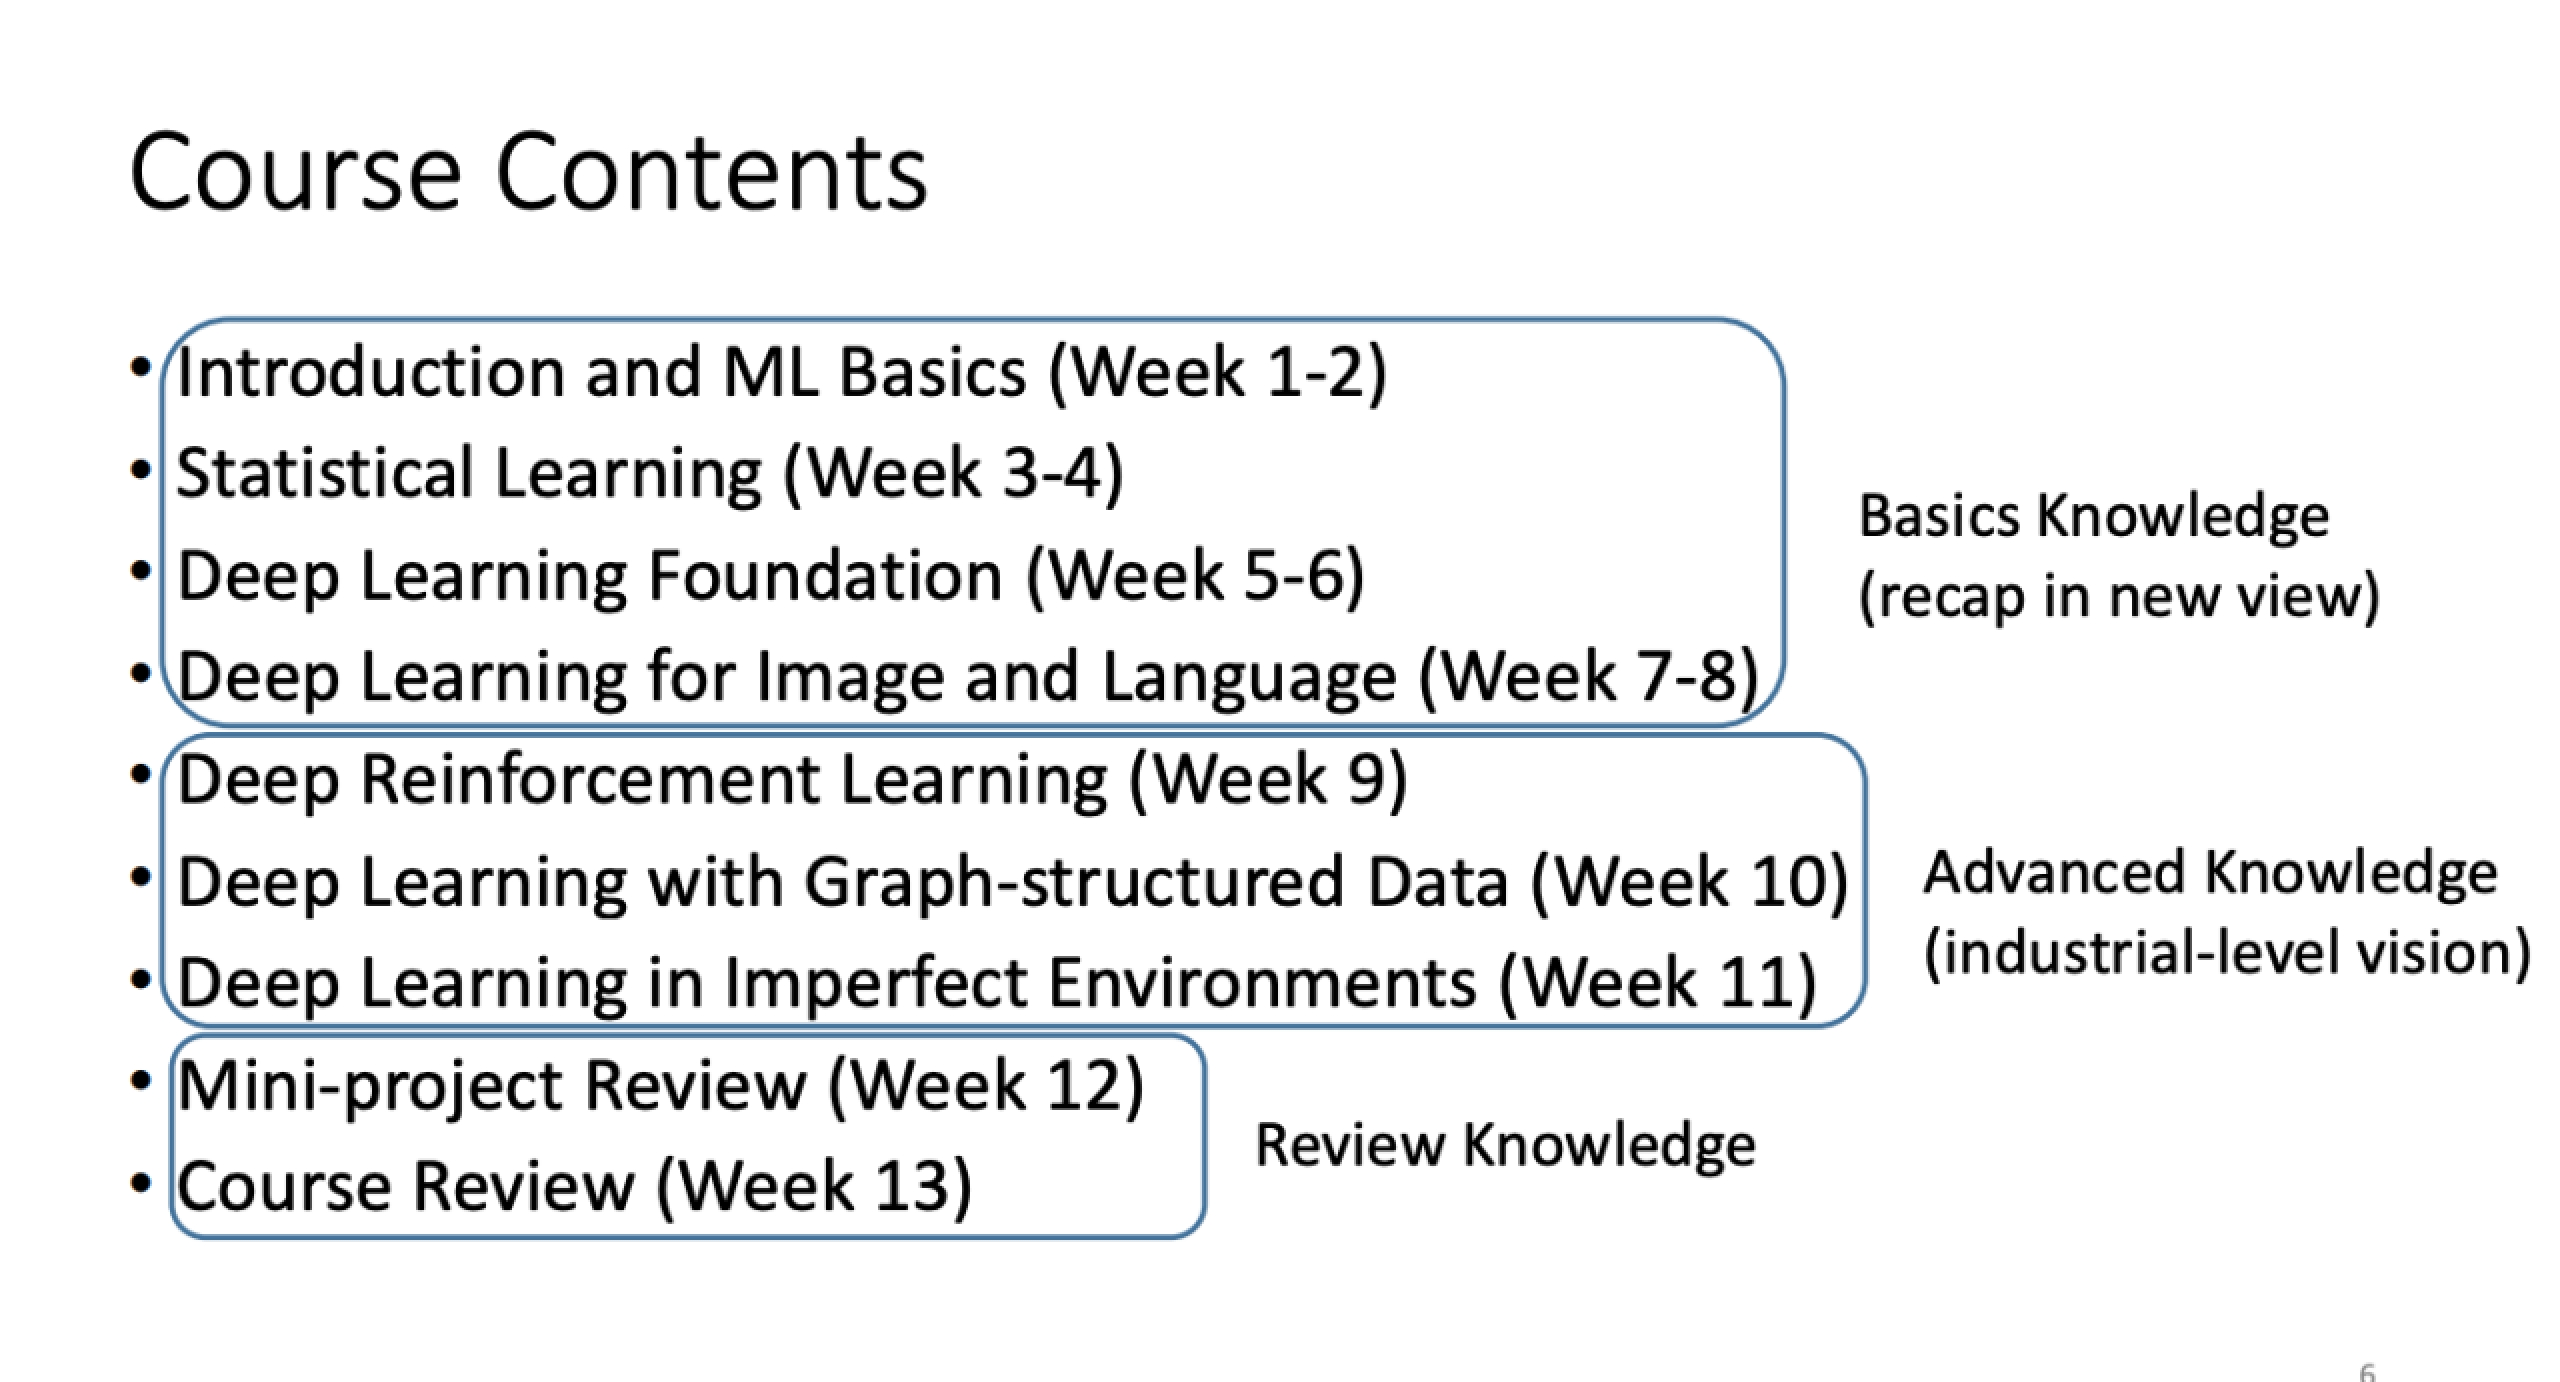 Course Contents
• Introduction and ML Basics (Week 1-2)
• Statistical Learning (Week 3-4)
• Deep Learning Foundation (Week 5-6)
• Deep Learning for Image and Language (Week 7-8)
Basics Knowledge
(recap in new view)
• Deep Reinforcement Learning (Week 9)
• Deep Learning with Graph-structured Data (Week 10)
• Deep Learning in Imperfect Environments (Week 11)
Advanced Knowledge
(industrial-level vision)
• Mini-project Review (Week 12)
• Course Review (Week 13)
Review Knowledge
6